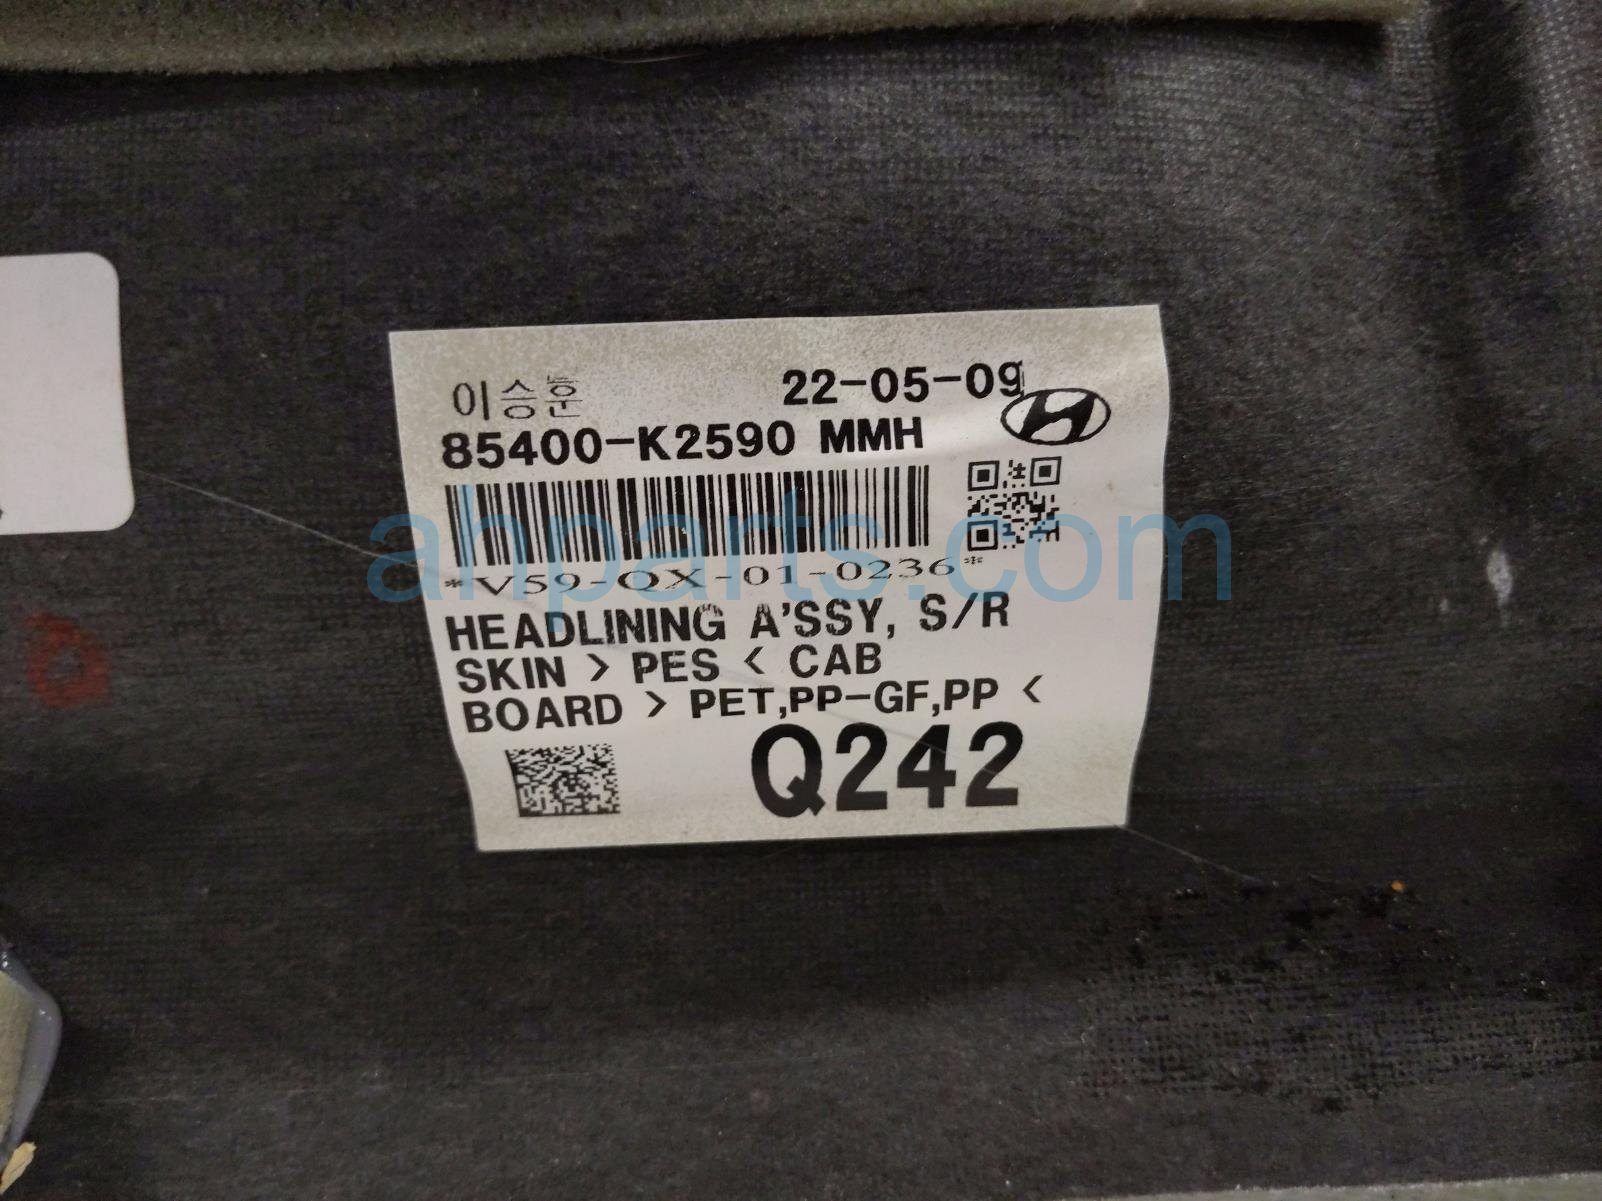 이승훈 22-05-09
85400-K2590 MMH
*V59-QX-01-0236*
HEADLINING A'SSY, S/R
SKIN > PES < CAB
BOARD > PET,PP-GF,PP <
Q242
ahparts.com